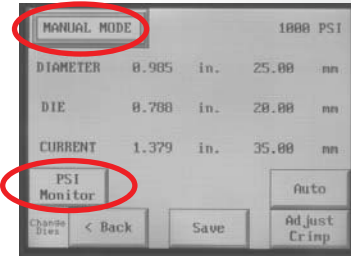 MANUAL MODE 1000 PSI
DIAMETER 0.985 in. 25.00 mm
DIE 0.788 in. 20.00 mm
CURRENT 1.379 in. 35.00 mm
PSI
Monitor
Auto
Change
Dies
< Back
Save
Adjust
Crimp